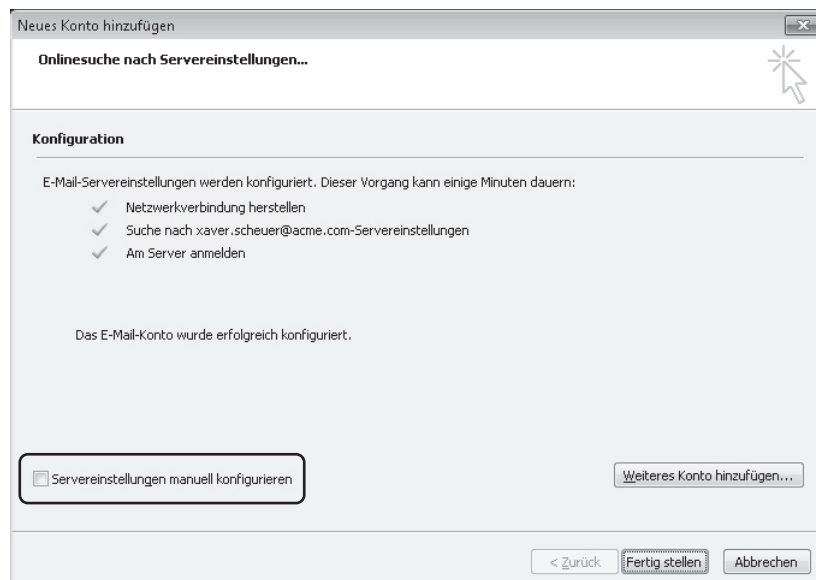 Neues Konto hinzufügen
Onlinesuche nach Servereinstellungen...
Konfiguration
E-Mail-Servereinstellungen werden konfiguriert. Dieser Vorgang kann einige Minuten dauern:
Netzwerkverbindung herstellen
Suche nach xaver.scheuer@acme.com-Servereinstellungen
Am Server anmelden
Das E-Mail-Konto wurde erfolgreich konfiguriert.
Servereinstellungen manuell konfigurieren
Weiteres Konto hinzufügen...
< Zurück
Fertig stellen
Abbrechen